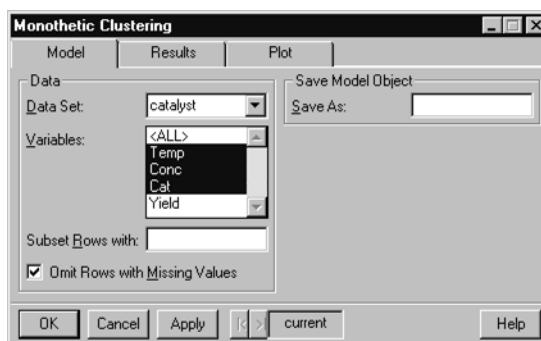 Monothetic Clustering
Model Results Plot
Data
Data Set: catalyst
Variables: <ALL>
Temp
Conc
Cat
Yield
Subset Rows with:
Omit Rows with Missing Values
Save Model Object
Save As:
OK Cancel Apply current Help